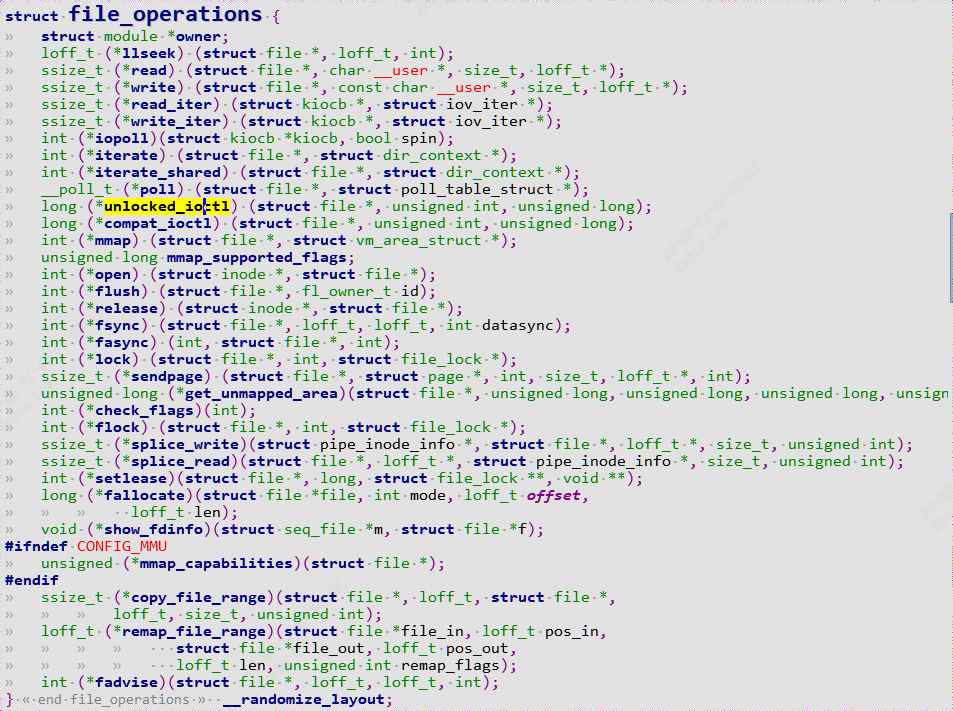 struct file_operations {
» struct module *owner;
» loff_t (*llseek) (struct file *, loff_t, int);
» ssize_t (*read) (struct file *, char __user *, size_t, loff_t *);
» ssize_t (*write) (struct file *, const char __user *, size_t, loff_t *);
» ssize_t (*read_iter) (struct kiocb *, struct iov_iter *);
» ssize_t (*write_iter) (struct kiocb *, struct iov_iter *);
» int (*iopoll)(struct kiocb *kiocb, bool spin);
» int (*iterate) (struct file *, struct dir_context *);
» int (*iterate_shared) (struct file *, struct dir_context *);
» __poll_t (*poll) (struct file *, struct poll_table_struct *);
» long (*unlocked_ioctl) (struct file *, unsigned int, unsigned long);
» long (*compat_ioctl) (struct file *, unsigned int, unsigned long);
» int (*mmap) (struct file *, struct vm_area_struct *);
» unsigned long mmap_supported_flags;
» int (*open) (struct inode *, struct file *);
» int (*flush) (struct file *, fl_owner_t id);
» int (*release) (struct inode *, struct file *);
» int (*fsync) (struct file *, loff_t, loff_t, int datasync);
» int (*fasync) (int, struct file *, int);
» int (*lock) (struct file *, int, struct file_lock *);
» ssize_t (*sendpage) (struct file *, struct page *, int, size_t, loff_t *, int);
» unsigned long (*get_unmapped_area)(struct file *, unsigned long, unsigned long, unsigned long, unsign
» int (*check_flags)(int);
» int (*flock) (struct file *, int, struct file_lock *);
» ssize_t (*splice_write)(struct pipe_inode_info *, struct file *, loff_t *, size_t, unsigned int);
» ssize_t (*splice_read)(struct file *, loff_t *, struct pipe_inode_info *, size_t, unsigned int);
» int (*setlease)(struct file *, long, struct file_lock **, void **);
» long (*fallocate)(struct file *file, int mode, loff_t offset,
» » » loff_t len);
» void (*show_fdinfo)(struct seq_file *m, struct file *f);
#ifndef CONFIG_MMU
» unsigned (*mmap_capabilities)(struct file *);
#endif
» ssize_t (*copy_file_range)(struct file *, loff_t, struct file *,
» » » loff_t, size_t, unsigned int);
» loff_t (*remap_file_range)(struct file *file_in, loff_t pos_in,
» » » » struct file *file_out, loff_t pos_out,
» » » » loff_t len, unsigned int remap_flags);
» int (*fadvise)(struct file *, loff_t, loff_t, int);
} « end file_operations » __randomize_layout;